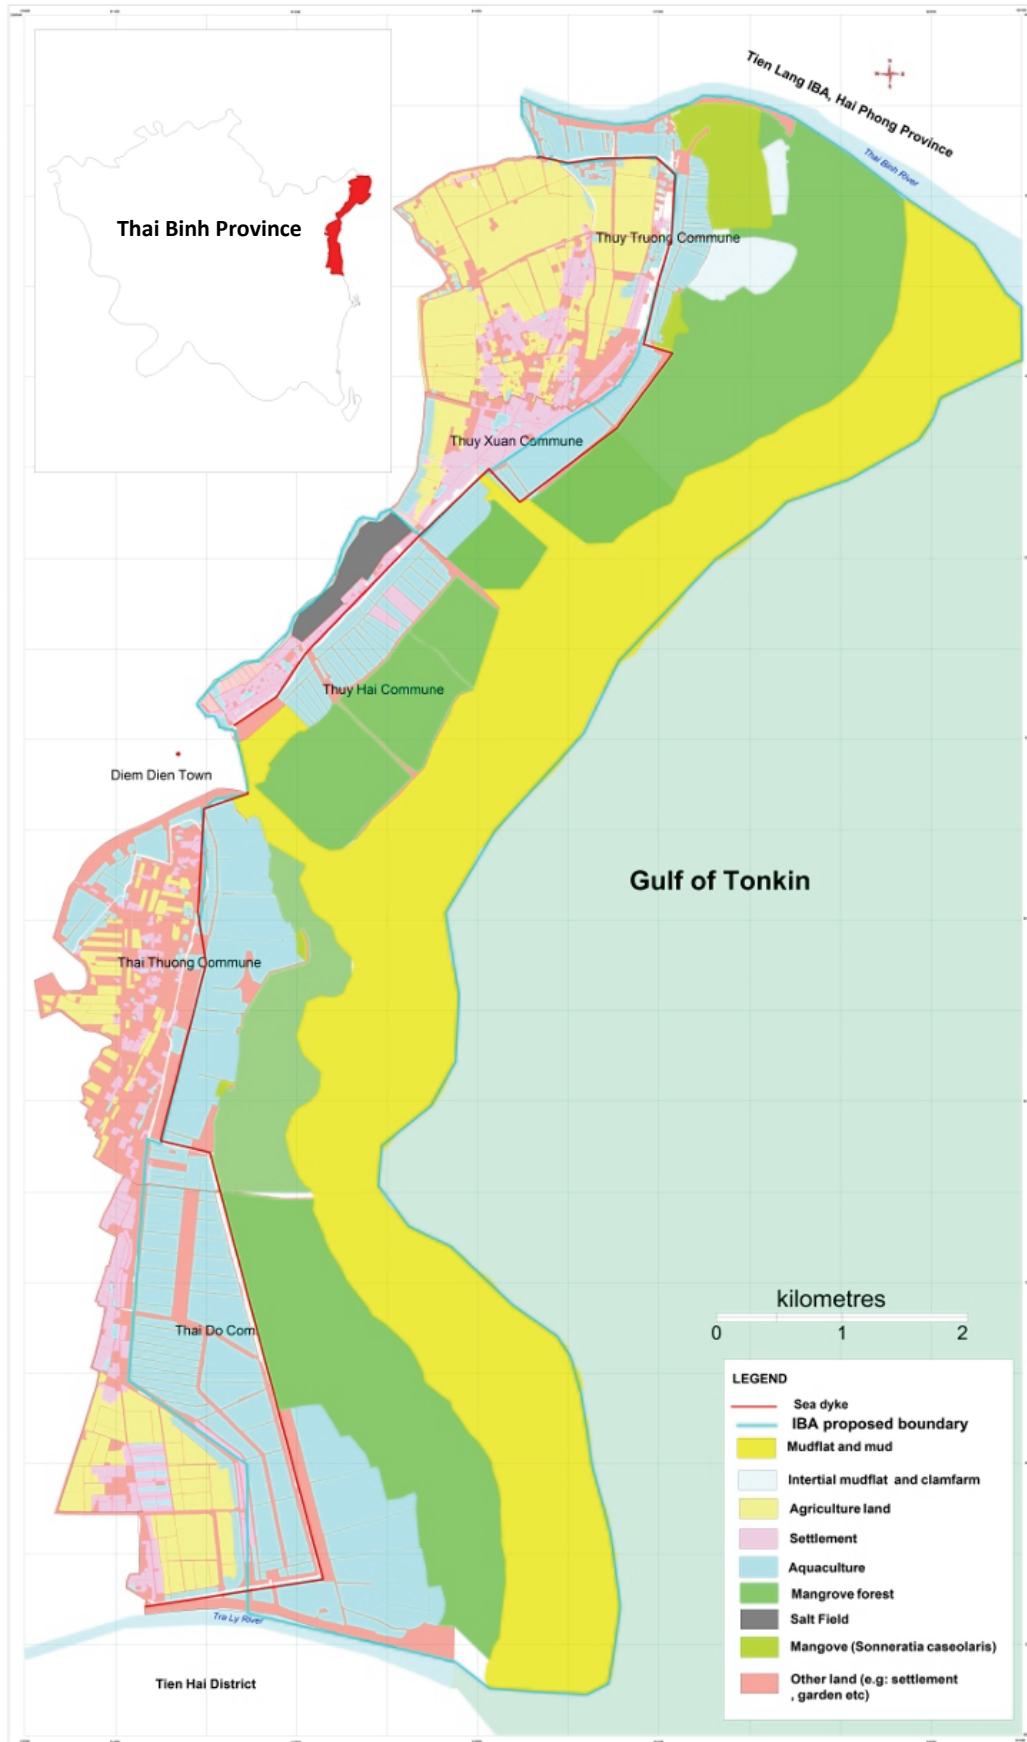 Tien Lang IBA, Hai Phong Province
Thai Binh River
Thai Binh Province
Thuy Truong Commune
Thuy Xuan Commune
Thuy Hai Commune
Diem Dien Town
Gulf of Tonkin
Thai Thuong Commune
kilometres
0 1 2
Thai Do Com.
LEGEND
Sea dyke
IBA proposed boundary
Mudflat and mud
Intertial mudflat and clamfarm
Agriculture land
Settlement
Aquaculture
Mangrove forest
Salt Field
Mangove (Sonneratia caseolaris)
Other land (e.g: settlement
, garden etc)
Tra Ly River
Tien Hai District